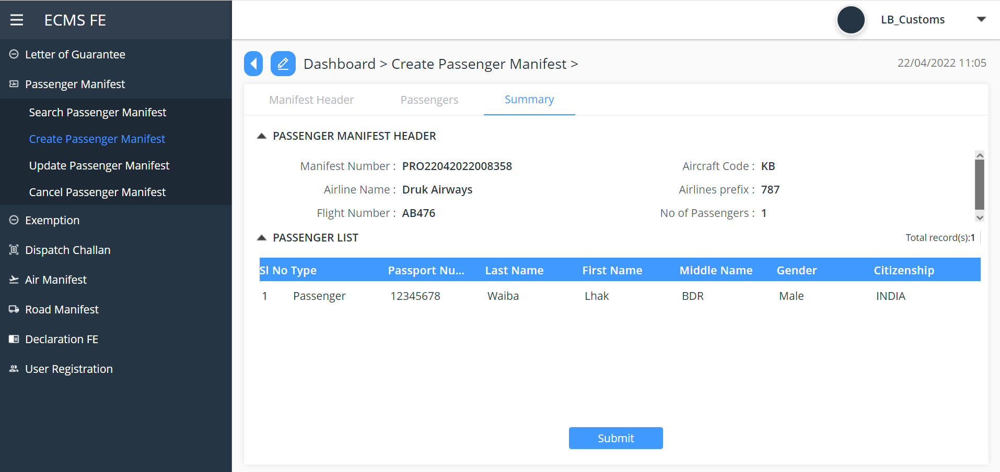 ECMS FE
LB_Customs
Letter of Guarantee
Passenger Manifest
Search Passenger Manifest
Create Passenger Manifest
Update Passenger Manifest
Cancel Passenger Manifest
Exemption
Dispatch Challan
Air Manifest
Road Manifest
Declaration FE
User Registration
Dashboard > Create Passenger Manifest >
22/04/2022 11:05
Manifest Header Passengers Summary
PASSENGER MANIFEST HEADER
Manifest Number : PRO22042022008358 Aircraft Code : KB
Airline Name : Druk Airways Airlines prefix : 787
Flight Number : AB476 No of Passengers : 1
PASSENGER LIST Total record(s):1
Sl No Type Passport Nu... Last Name First Name Middle Name Gender Citizenship
1 Passenger 12345678 Waiba Lhak BDR Male INDIA
Submit